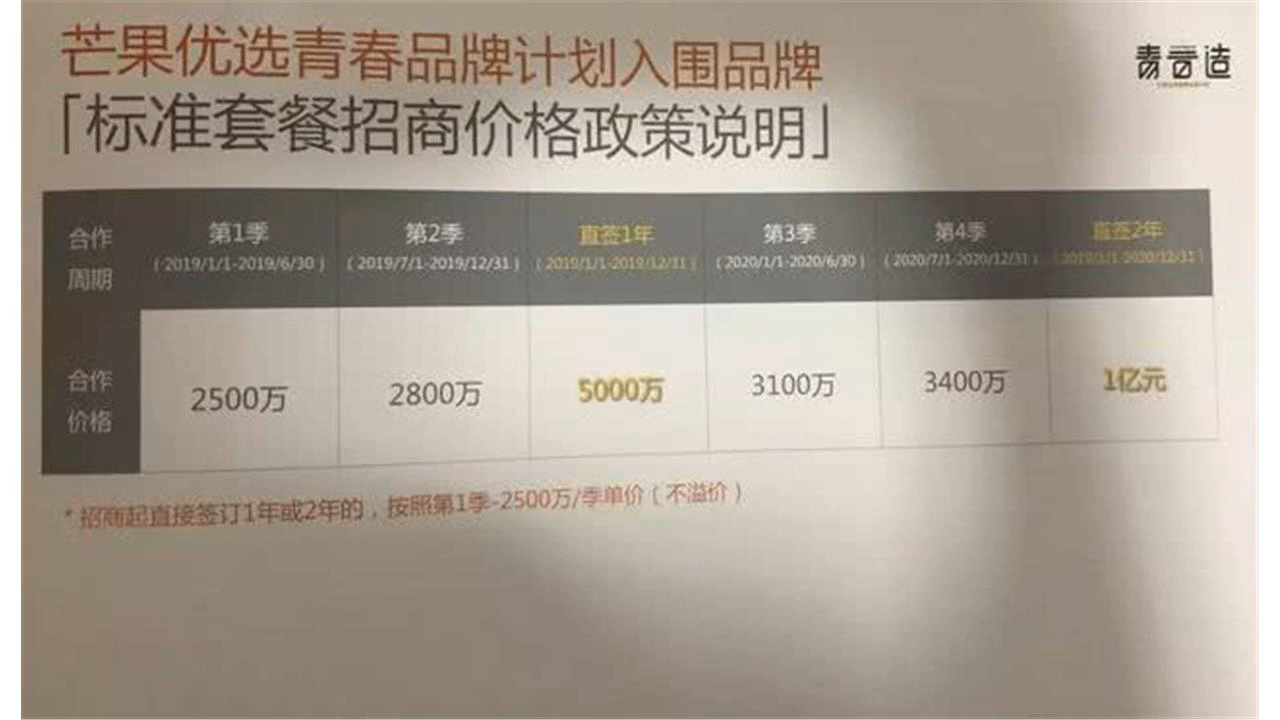 芒果优选青春品牌计划入围品牌
「标准套餐招商价格政策说明」
青云造
合作周期
第1季
(2019/1/1-2019/6/30)
第2季
(2019/7/1-2019/12/31)
直签1年
(2019/1/1-2019/12/31)
第3季
(2020/1/1-2020/6/30)
第4季
(2020/7/1-2020/12/31)
直签2年
(2019/1/1-2020/12/31)
合作价格
2500万
2800万
5000万
3100万
3400万
1亿元
*招商起直接签订1年或2年的，按照第1季-2500万/季单价（不溢价）